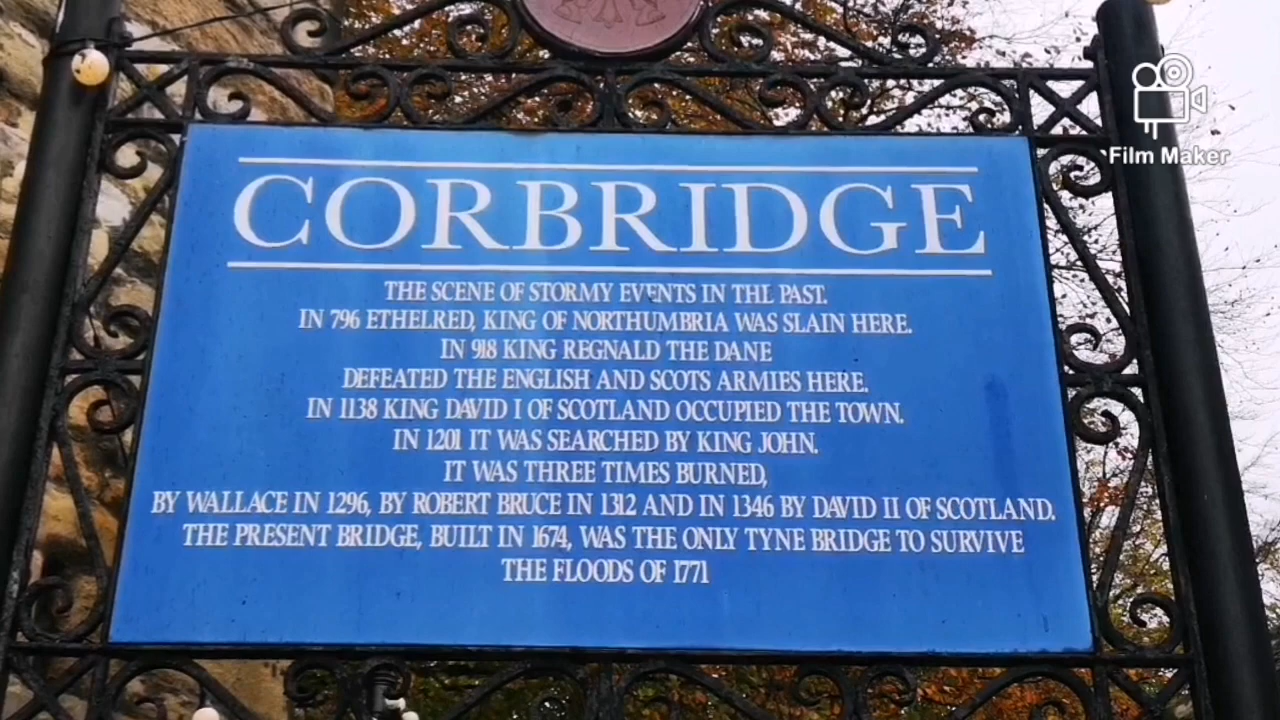 CORBRIDGE
THE SCENE OF STORMY EVENTS IN THE PAST.
IN 796 ETHELRED, KING OF NORTHUMBRIA WAS SLAIN HERE.
IN 918 KING REGNALD THE DANE
DEFEATED THE ENGLISH AND SCOTS ARMIES HERE.
IN 1138 KING DAVID I OF SCOTLAND OCCUPIED THE TOWN.
IN 1201 IT WAS SEARCHED BY KING JOHN.
IT WAS THREE TIMES BURNED,
BY WALLACE IN 1296, BY ROBERT BRUCE IN 1312 AND IN 1346 BY DAVID II OF SCOTLAND.
THE PRESENT BRIDGE, BUILT IN 1674, WAS THE ONLY TYNE BRIDGE TO SURVIVE
THE FLOODS OF 1771
Film Maker